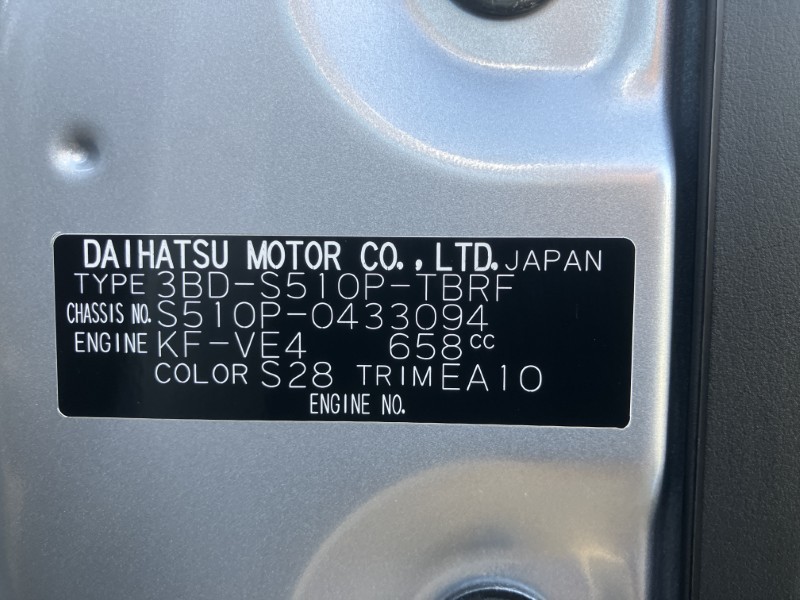 DAIHATSU MOTOR CO.,LTD. JAPAN
TYPE 3BD-S510P-TBRF
CHASSIS NO. S510P-0433094
ENGINE KF-VE4 658cc
COLOR S28 TRIM EA10
ENGINE NO.